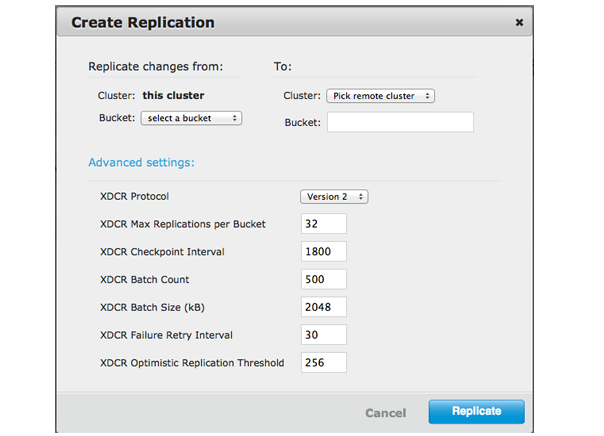 Create Replication ×
Replicate changes from: To:
Cluster: this cluster Cluster: Pick remote cluster
Bucket: select a bucket Bucket:
Advanced settings:
XDCR Protocol Version 2
XDCR Max Replications per Bucket 32
XDCR Checkpoint Interval 1800
XDCR Batch Count 500
XDCR Batch Size (kB) 2048
XDCR Failure Retry Interval 30
XDCR Optimistic Replication Threshold 256
Cancel Replicate